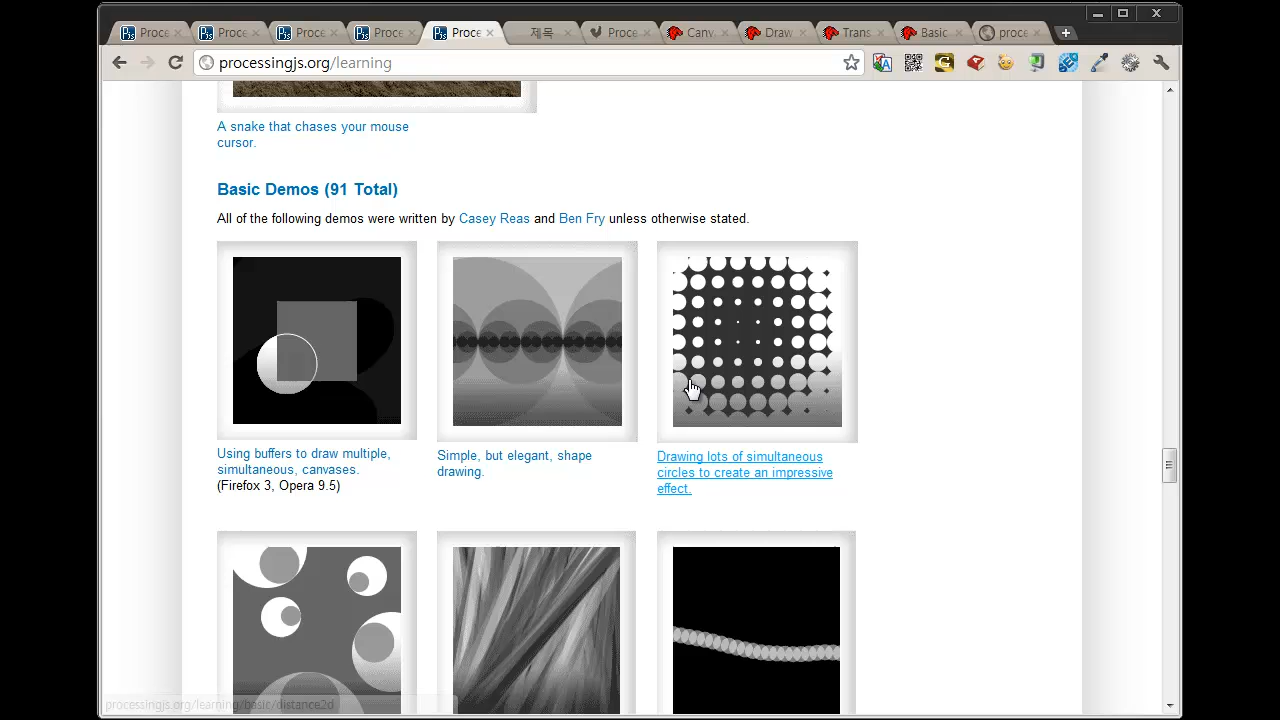 Proce
Proce
Proce
Proce
Proce
제목
Proce
Canv
Draw
Trans
Basic
proce
processingjs.org/learning
A snake that chases your mouse
cursor.
Basic Demos (91 Total)
All of the following demos were written by Casey Reas and Ben Fry unless otherwise stated.
Using buffers to draw multiple,
simultaneous, canvases.
(Firefox 3, Opera 9.5)
Simple, but elegant, shape
drawing.
Drawing lots of simultaneous
circles to create an impressive
effect.
processingjs.org/learning/basic/distance2d